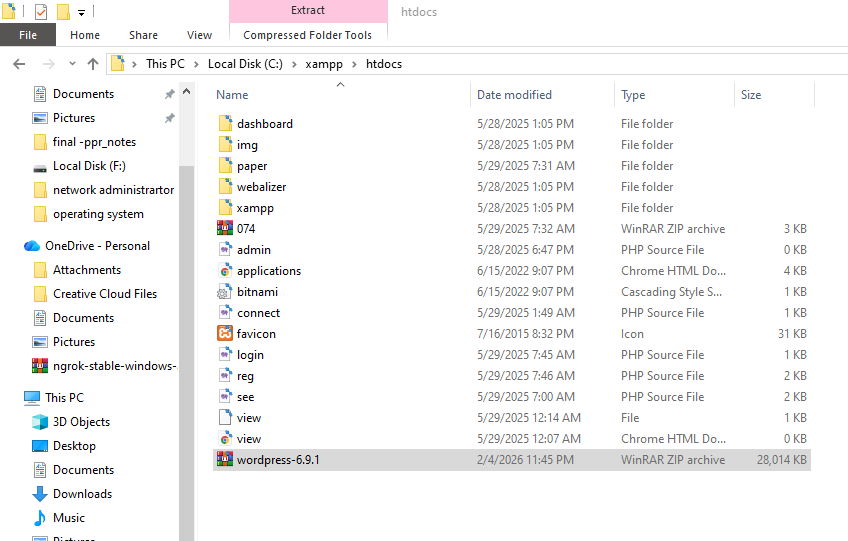 Extract
htdocs
File Home Share View Compressed Folder Tools
This PC Local Disk (C:) xampp htdocs
Documents
Pictures
final -ppr_notes
Local Disk (F:)
network administrartor
operating system
OneDrive - Personal
Attachments
Creative Cloud Files
Documents
Pictures
ngrok-stable-windows-
This PC
3D Objects
Desktop
Documents
Downloads
Music
Pictures
Name Date modified Type Size
dashboard 5/28/2025 1:05 PM File folder
img 5/28/2025 1:05 PM File folder
paper 5/29/2025 7:31 AM File folder
webalizer 5/28/2025 1:05 PM File folder
xampp 5/28/2025 1:05 PM File folder
074 5/29/2025 7:32 AM WinRAR ZIP archive 3 KB
admin 5/28/2025 6:47 PM PHP Source File 0 KB
applications 6/15/2022 9:07 PM Chrome HTML Do... 4 KB
bitnami 6/15/2022 9:07 PM Cascading Style S... 1 KB
connect 5/29/2025 1:49 AM PHP Source File 1 KB
favicon 7/16/2015 8:32 PM Icon 31 KB
login 5/29/2025 7:45 AM PHP Source File 1 KB
reg 5/29/2025 7:46 AM PHP Source File 2 KB
see 5/29/2025 7:00 AM PHP Source File 2 KB
view 5/29/2025 12:14 AM File 1 KB
view 5/29/2025 12:07 AM Chrome HTML Do... 0 KB
wordpress-6.9.1 2/4/2026 11:45 PM WinRAR ZIP archive 28,014 KB